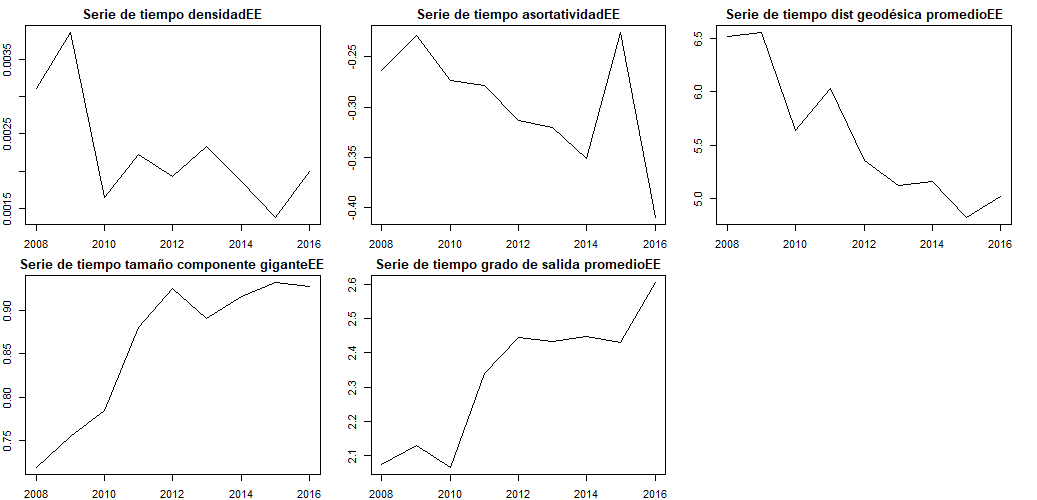 Serie de tiempo densidadEE
0.0035
0.0025
0.0015
2008 2010 2012 2014 2016
Serie de tiempo asortatividadEE
-0.25
-0.30
-0.35
-0.40
2008 2010 2012 2014 2016
Serie de tiempo dist geodésica promedioEE
6.5
6.0
5.5
5.0
2008 2010 2012 2014 2016
Serie de tiempo tamaño componente giganteEE
0.90
0.85
0.80
0.75
2008 2010 2012 2014 2016
Serie de tiempo grado de salida promedioEE
2.6
2.5
2.4
2.3
2.2
2.1
2008 2010 2012 2014 2016